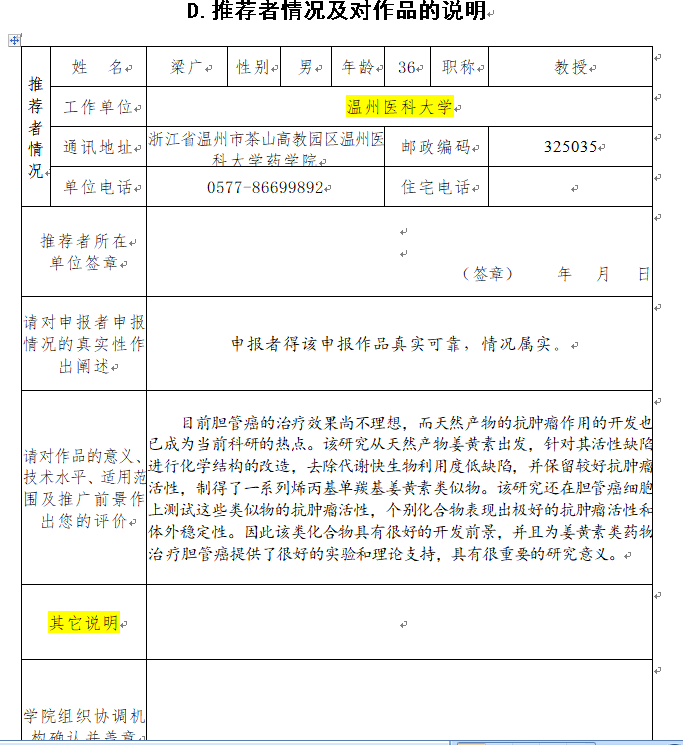 D.推荐者情况及对作品的说明
推荐者情况
姓 名 梁广 性别 男 年龄 36 职称 教授
工作单位 温州医科大学
通讯地址 浙江省温州市茶山高教园区温州医
科大学药学院 邮政编码 325035
单位电话 0577-86699892 住宅电话
推荐者所在
单位签章
（签章） 年 月 日
请对申报者申报
情况的真实性作
出阐述
申报者得该申报作品真实可靠，情况属实。
请对作品的意义、
技术水平、适用范
围及推广前景作
出您的评价
目前胆管癌的治疗效果尚不理想，而天然产物的抗肿瘤作用的开发也
已成为当前科研的热点。该研究从天然产物姜黄素出发，针对其活性缺陷
进行化学结构的改造，去除代谢快生物利用度低缺陷，并保留较好抗肿瘤
活性，制得了一系列烯丙基单羰基姜黄素类似物。该研究还在胆管癌细胞
上测试这些类似物的抗肿瘤活性，个别化合物表现出极好的抗肿瘤活性和
体外稳定性。因此该类化合物具有很好的开发前景，并且为姜黄素类药物
治疗胆管癌提供了很好的实验和理论支持，具有很重要的研究意义。
其它说明
学院组织协调机
构确认并盖章